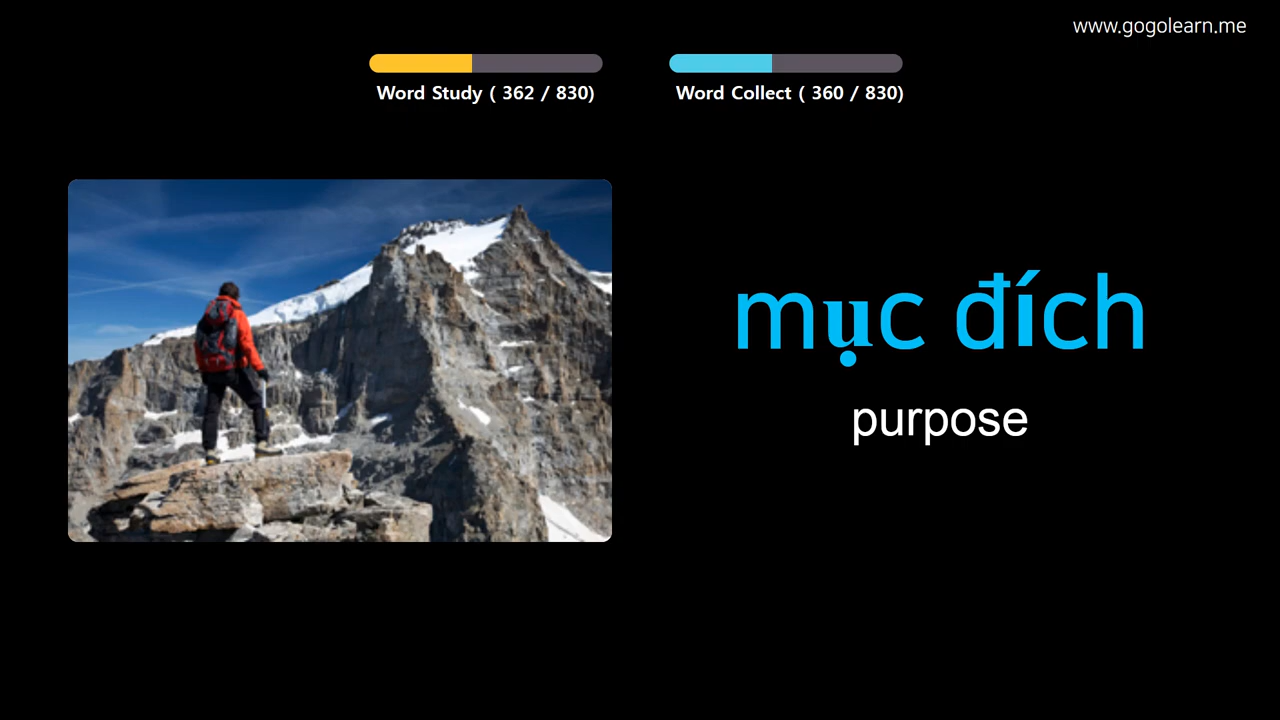 www.gogolearn.me
Word Study ( 362 / 830)
Word Collect ( 360 / 830)
mục đích
purpose